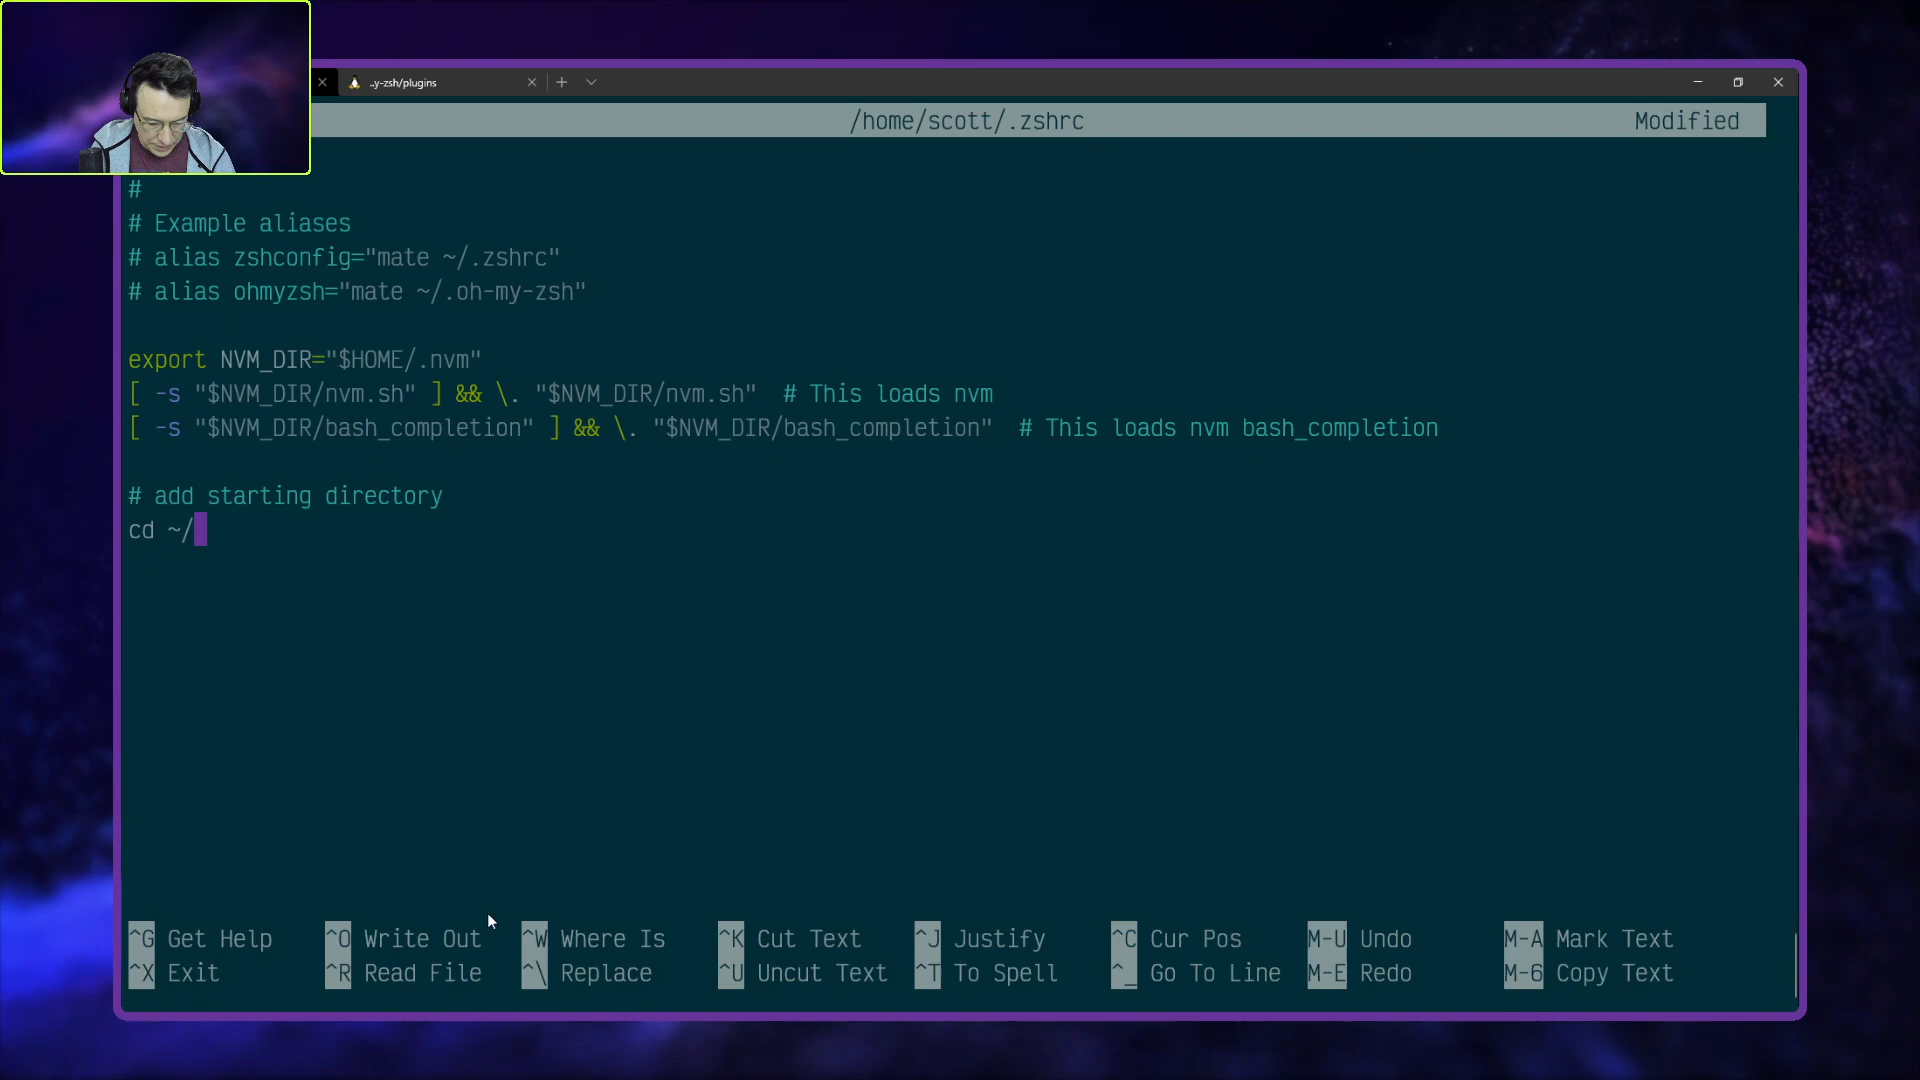 ..y-zsh/plugins
/home/scott/.zshrc Modified
#
# Example aliases
# alias zshconfig="mate ~/.zshrc"
# alias ohmyzsh="mate ~/.oh-my-zsh"
export NVM_DIR="$HOME/.nvm"
[ -s "$NVM_DIR/nvm.sh" ] && \. "$NVM_DIR/nvm.sh"  # This loads nvm
[ -s "$NVM_DIR/bash_completion" ] && \. "$NVM_DIR/bash_completion"  # This loads nvm bash_completion
# add starting directory
cd ~/
^G Get Help ^O Write Out ^W Where Is ^K Cut Text ^J Justify ^C Cur Pos M-U Undo M-A Mark Text
^X Exit ^R Read File ^\ Replace ^U Uncut Text ^T To Spell ^_ Go To Line M-E Redo M-6 Copy Text